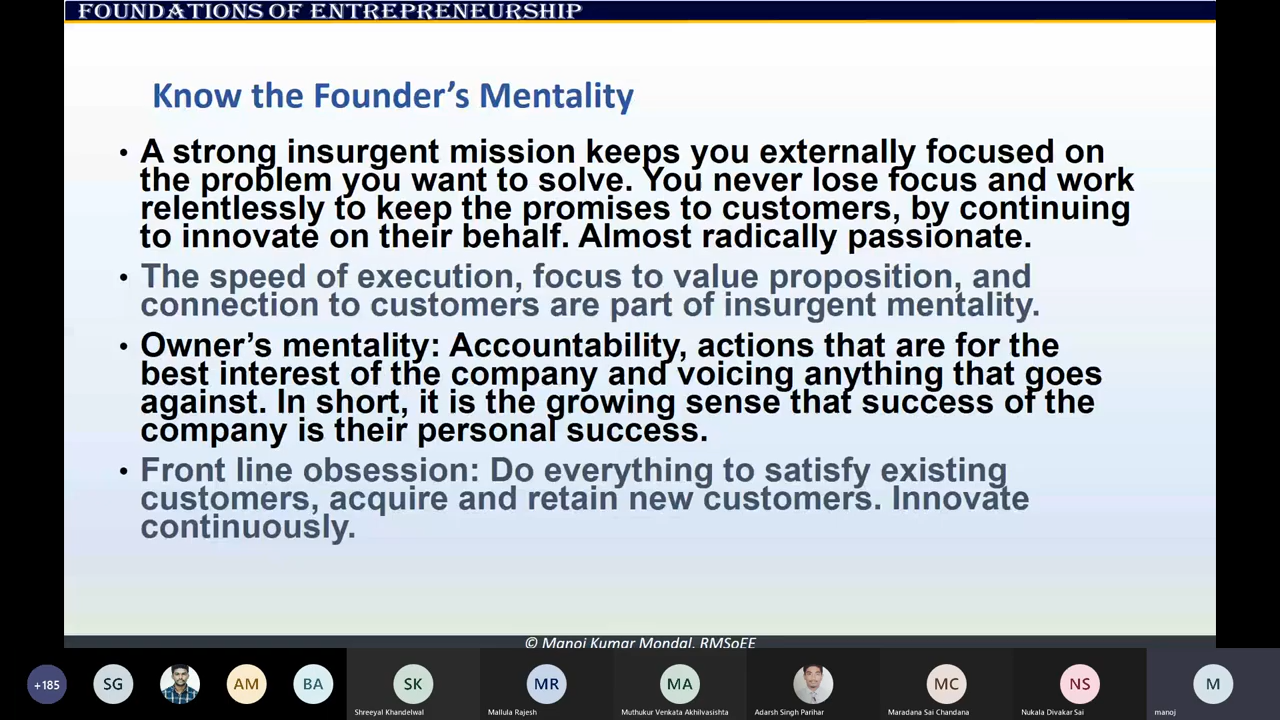 FOUNDATIONS OF ENTREPRENEURSHIP
Know the Founder's Mentality
• A strong insurgent mission keeps you externally focused on
the problem you want to solve. You never lose focus and work
relentlessly to keep the promises to customers, by continuing
to innovate on their behalf. Almost radically passionate.
• The speed of execution, focus to value proposition, and
connection to customers are part of insurgent mentality.
• Owner's mentality: Accountability, actions that are for the
best interest of the company and voicing anything that goes
against. In short, it is the growing sense that success of the
company is their personal success.
• Front line obsession: Do everything to satisfy existing
customers, acquire and retain new customers. Innovate
continuously.
© Manoj Kumar Mondal, RMSoEE
+185 SG AM BA SK MR MA MC NS M
Shreeyal Khandelwal Mallula Rajesh Muthukur Venkata Akhilvasishta Adarsh Singh Parihar Maradana Sai Chandana Nukala Divakar Sai manoj